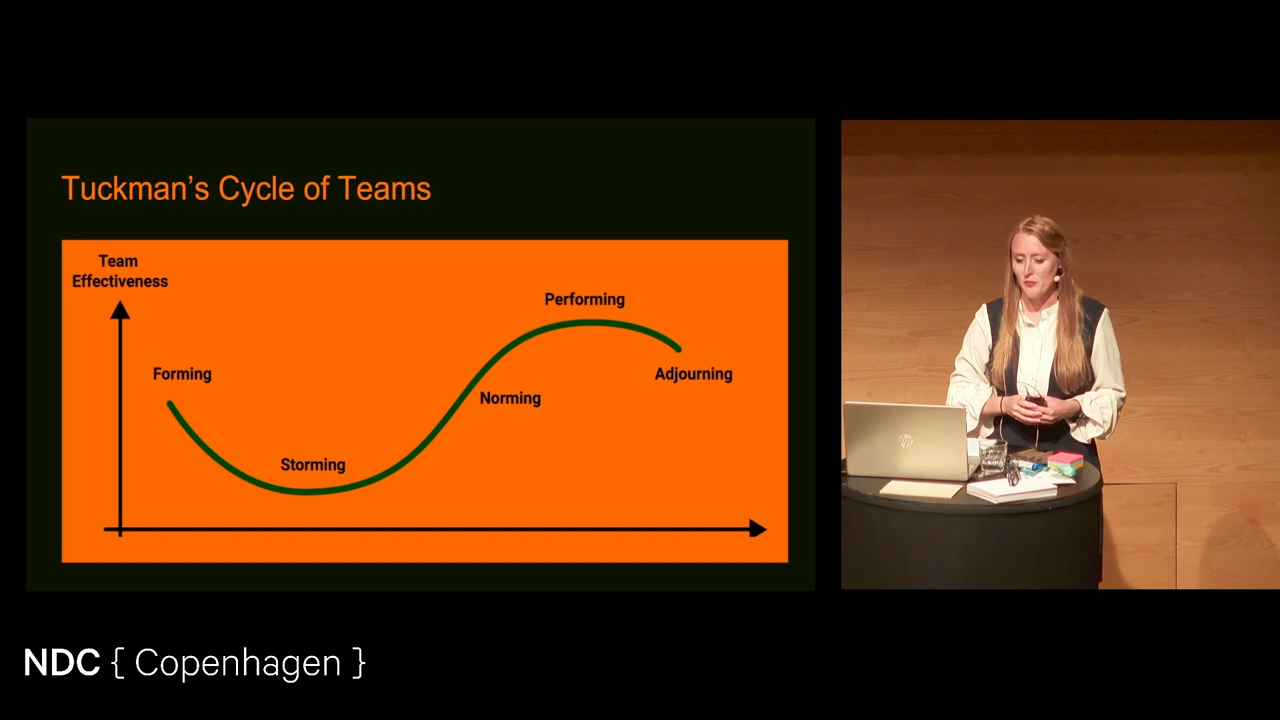 Tuckman's Cycle of Teams
Team
Effectiveness
Performing
Forming
Adjourning
Norming
Storming
NDC { Copenhagen }